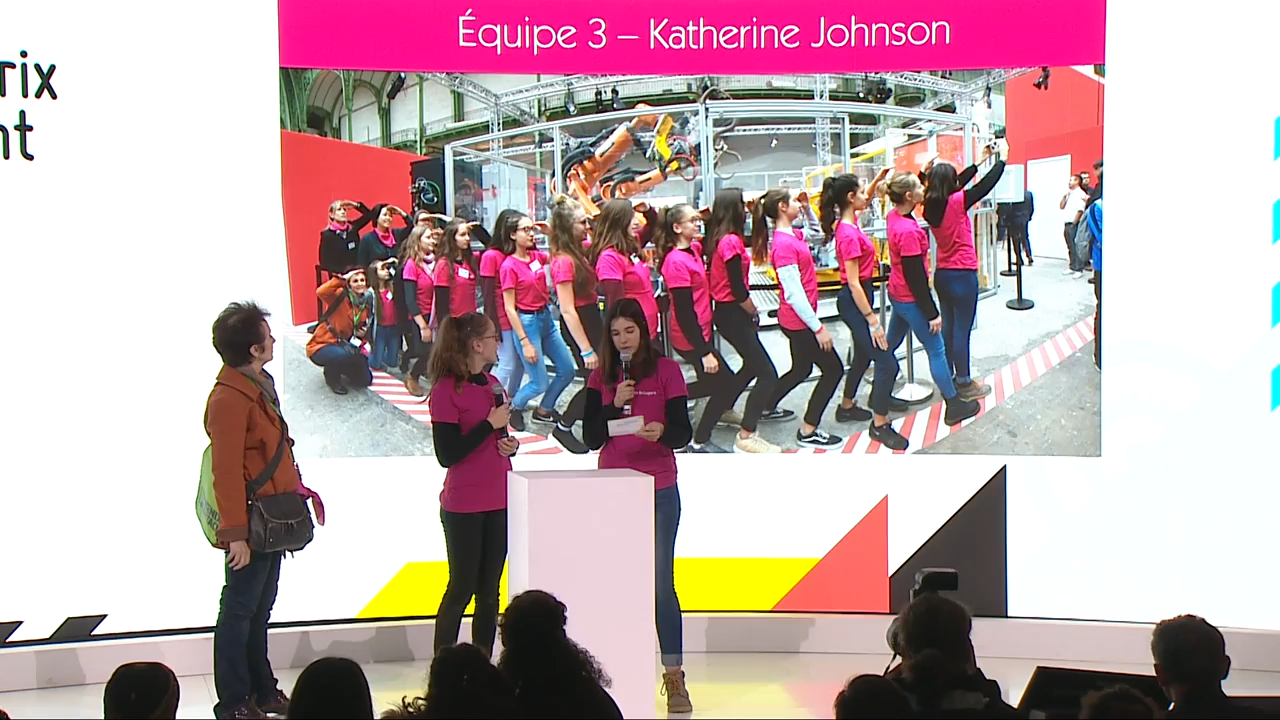 Équipe 3 – Katherine Johnson
rix
nt